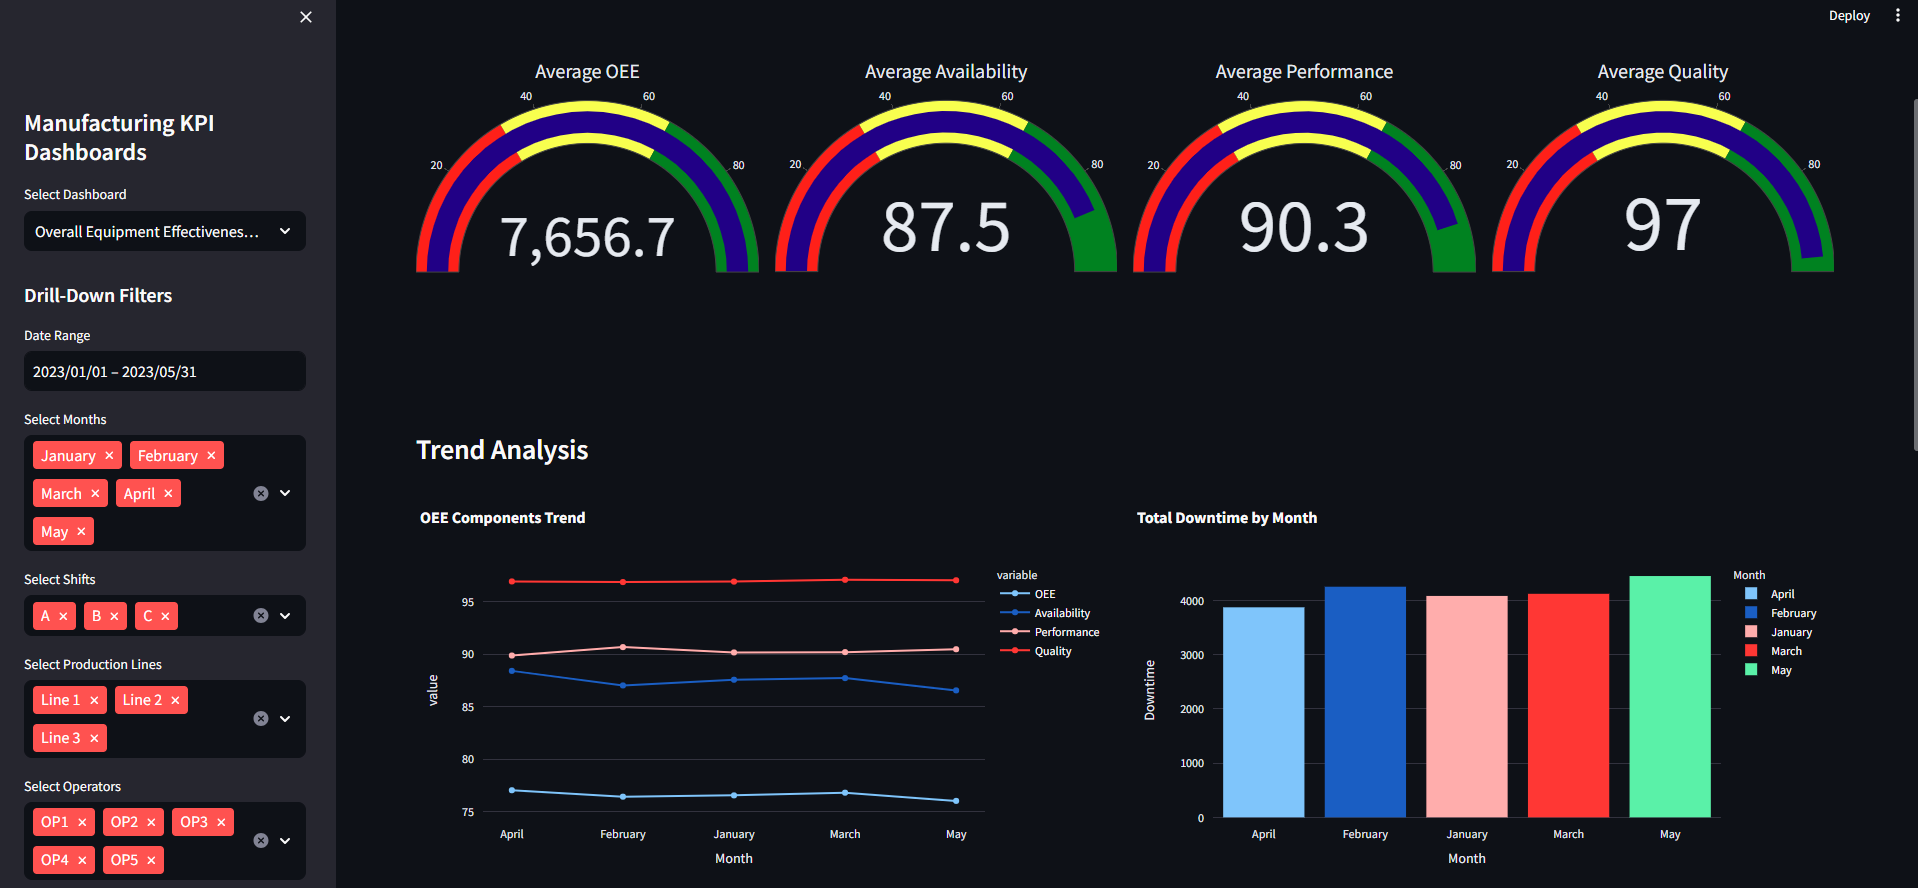 Deploy
Manufacturing KPI
Dashboards
Select Dashboard
Overall Equipment Effectivenes...
Drill-Down Filters
Date Range
2023/01/01 – 2023/05/31
Select Months
January × February ×
March × April ×
May ×
Select Shifts
A × B × C ×
Select Production Lines
Line 1 × Line 2 ×
Line 3 ×
Select Operators
OP1 × OP2 × OP3 ×
OP4 × OP5 ×
Average OEE
20 40 60 80
7,656.7
Average Availability
20 40 60 80
87.5
Average Performance
20 40 60 80
90.3
Average Quality
20 40 60 80
97
Trend Analysis
OEE Components Trend
value
95
90
85
80
75
April February January March May
Month
variable
OEE
Availability
Performance
Quality
Total Downtime by Month
Downtime
4000
3000
2000
1000
0
April February January March May
Month
Month
April
February
January
March
May